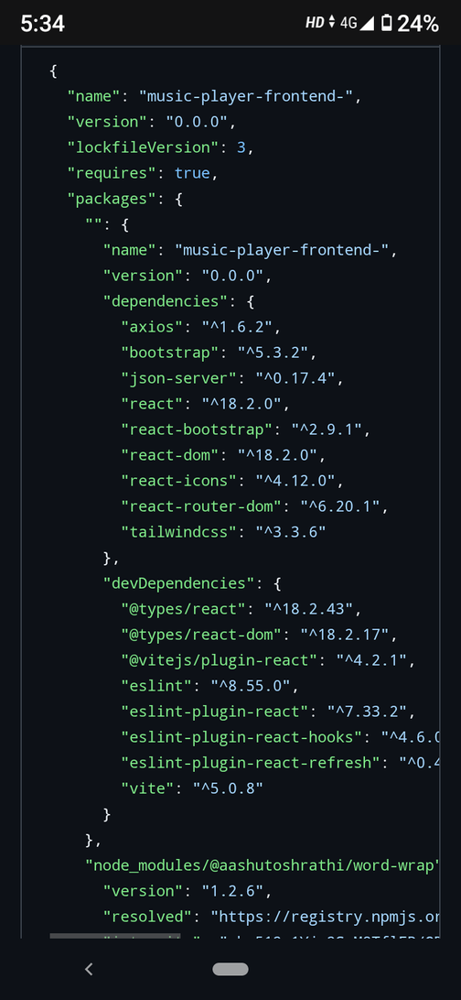 5:34 HD 4G 24%
{
"name": "music-player-frontend-",
"version": "0.0.0",
"lockfileVersion": 3,
"requires": true,
"packages": {
"": {
"name": "music-player-frontend-",
"version": "0.0.0",
"dependencies": {
"axios": "^1.6.2",
"bootstrap": "^5.3.2",
"json-server": "^0.17.4",
"react": "^18.2.0",
"react-bootstrap": "^2.9.1",
"react-dom": "^18.2.0",
"react-icons": "^4.12.0",
"react-router-dom": "^6.20.1",
"tailwindcss": "^3.3.6"
},
"devDependencies": {
"@types/react": "^18.2.43",
"@types/react-dom": "^18.2.17",
"@vitejs/plugin-react": "^4.2.1",
"eslint": "^8.55.0",
"eslint-plugin-react": "^7.33.2",
"eslint-plugin-react-hooks": "^4.6.0
"eslint-plugin-react-refresh": "^0.4
"vite": "^5.0.8"
}
},
"node_modules/@aashutoshrathi/word-wrap"
"version": "1.2.6",
"resolved": "https://registry.npmjs.or